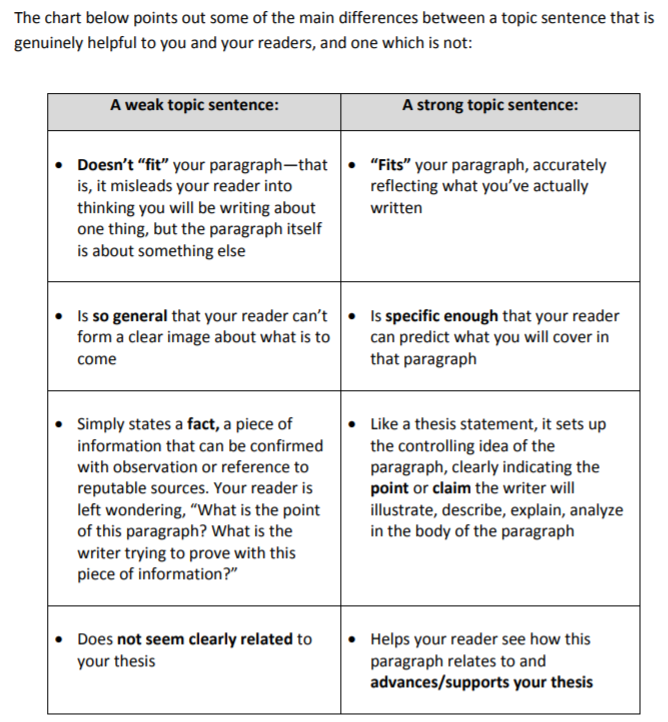 The chart below points out some of the main differences between a topic sentence that is
genuinely helpful to you and your readers, and one which is not:
A weak topic sentence:
A strong topic sentence:
• Doesn’t “fit” your paragraph—that
is, it misleads your reader into
thinking you will be writing about
one thing, but the paragraph itself
is about something else
• “Fits” your paragraph, accurately
reflecting what you’ve actually
written
• Is so general that your reader can’t
form a clear image about what is to
come
• Is specific enough that your reader
can predict what you will cover in
that paragraph
• Simply states a fact, a piece of
information that can be confirmed
with observation or reference to
reputable sources. Your reader is
left wondering, “What is the point
of this paragraph? What is the
writer trying to prove with this
piece of information?”
• Like a thesis statement, it sets up
the controlling idea of the
paragraph, clearly indicating the
point or claim the writer will
illustrate, describe, explain, analyze
in the body of the paragraph
• Does not seem clearly related to
your thesis
• Helps your reader see how this
paragraph relates to and
advances/supports your thesis